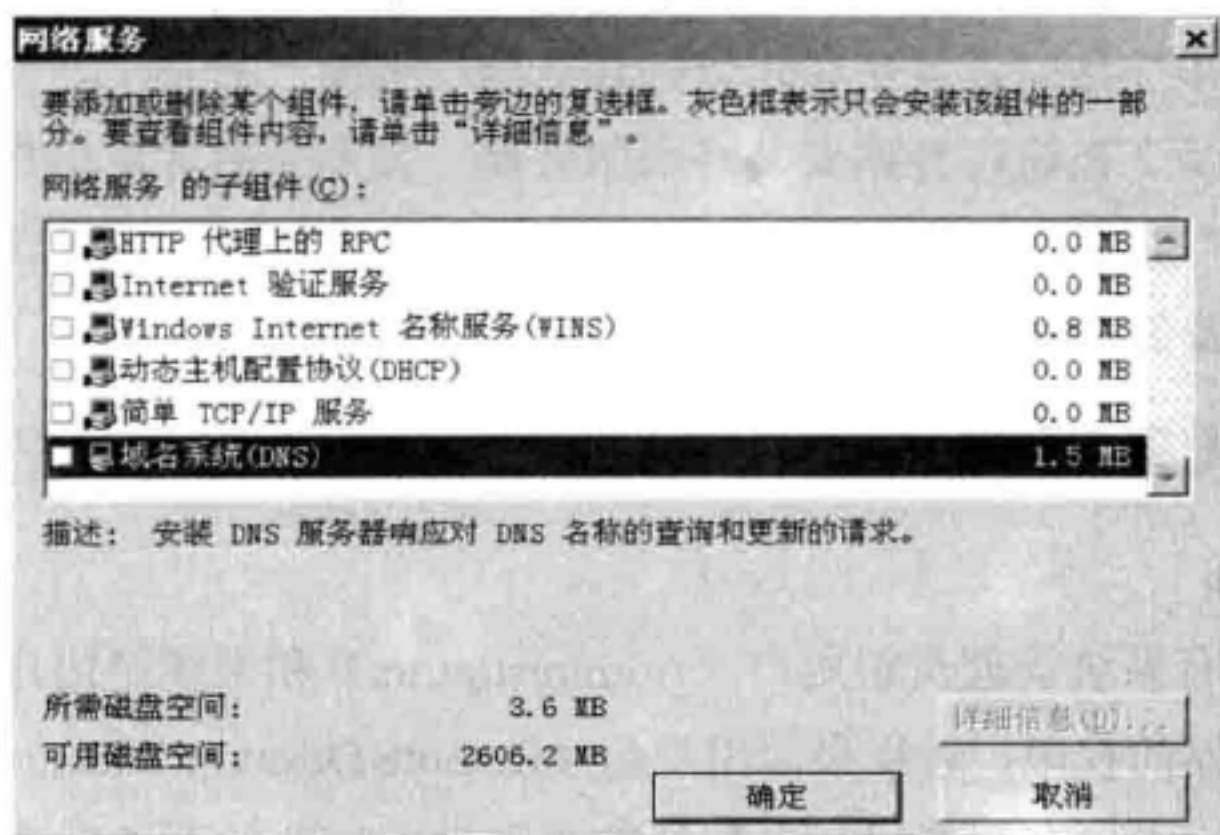 网络服务
要添加或删除某个组件，请单击旁边的复选框。灰色框表示只会安装该组件的一部
分。要查看组件内容，请单击“详细信息”。
网络服务 的子组件(C):
HTTP 代理上的 RPC 0.0 MB
Internet 验证服务 0.0 MB
Windows Internet 名称服务(WINS) 0.8 MB
动态主机配置协议(DHCP) 0.0 MB
简单 TCP/IP 服务 0.0 MB
域名系统(DNS) 1.5 MB
描述: 安装 DNS 服务器响应对 DNS 名称的查询和更新的请求。
所需磁盘空间: 3.6 MB
可用磁盘空间: 2606.2 MB
详细信息(D)...
确定 取消